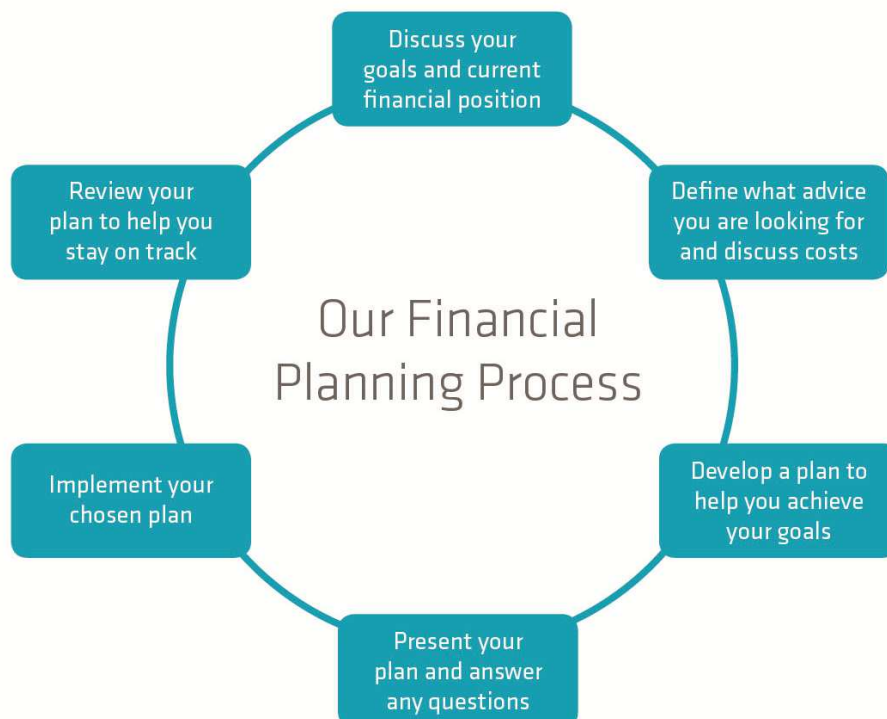 Discuss your
goals and current
financial position
Define what advice
you are looking for
and discuss costs
Develop a plan to
help you achieve
your goals
Present your
plan and answer
any questions
Implement your
chosen plan
Review your
plan to help you
stay on track
Our Financial
Planning Process